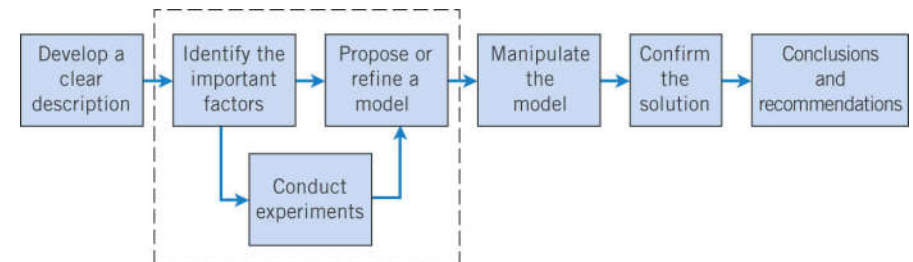 Develop a
clear
description
Identify the
important
factors
Propose or
refine a
model
Manipulate
the
model
Confirm
the
solution
Conclusions
and
recommendations
Conduct
experiments